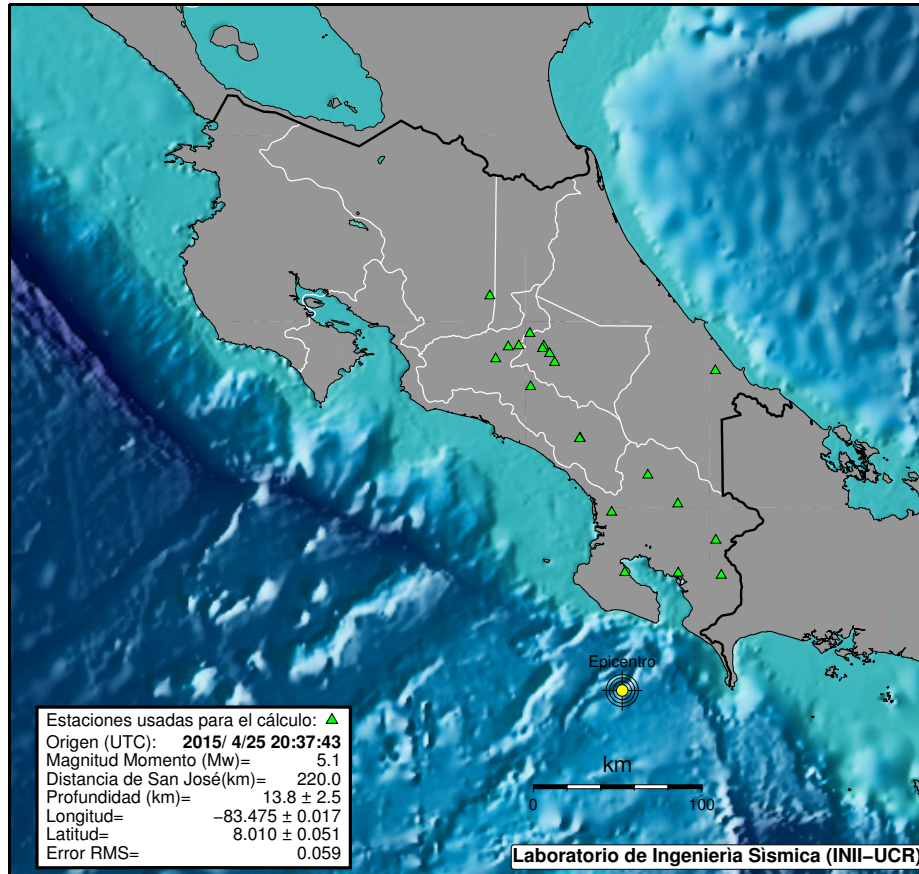 Epicentro
Estaciones usadas para el cálculo:
Origen (UTC): 2015/ 4/25 20:37:43
Magnitud Momento (Mw)= 5.1
Distancia de San José(km)= 220.0
Profundidad (km)= 13.8 ± 2.5
Longitud= −83.475 ± 0.017
Latitud= 8.010 ± 0.051
Error RMS= 0.059
km
0 100
Laboratorio de Ingenierìa Sìsmica (INII−UCR)